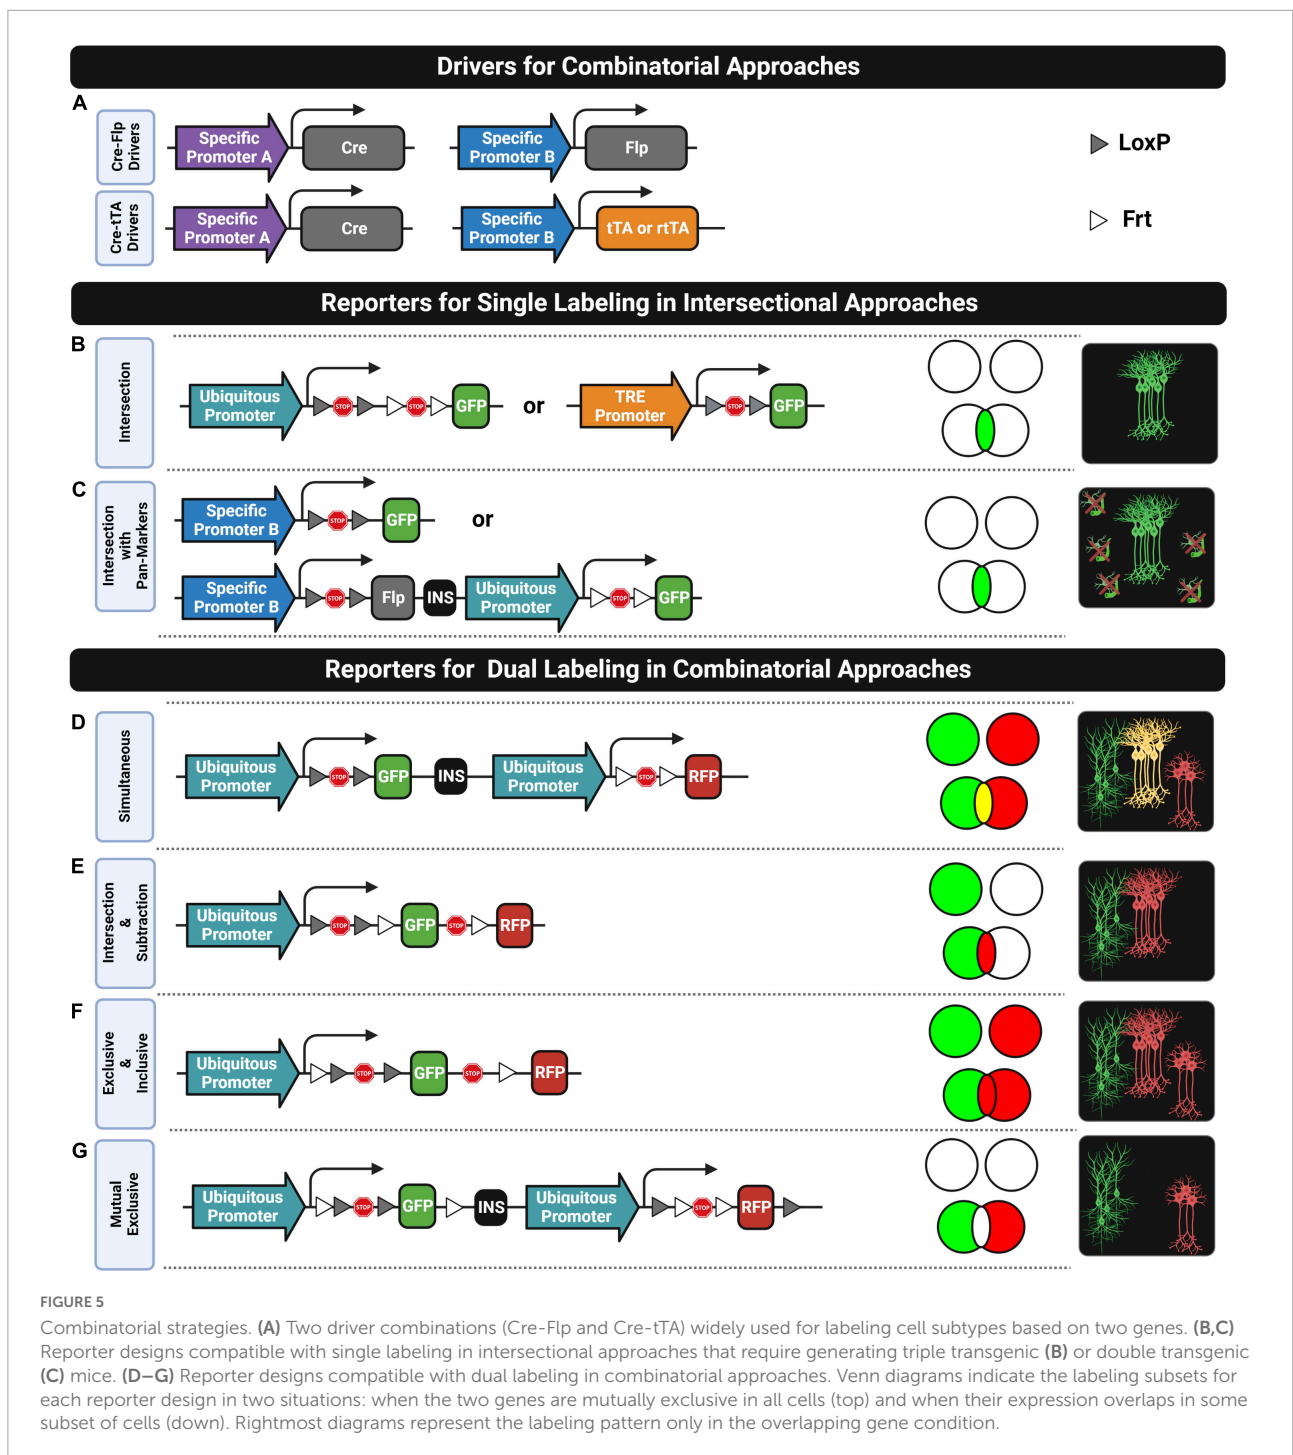 Drivers for Combinatorial Approaches
A
Cre-Flp
Drivers
Specific
Promoter A
Cre
Specific
Promoter B
Flp
LoxP
Cre-tTA
Drivers
Specific
Promoter A
Cre
Specific
Promoter B
tTA or rtTA
Frt
Reporters for Single Labeling in Intersectional Approaches
B
Intersection
Ubiquitous
Promoter
STOP
STOP
GFP
or
TRE
Promoter
STOP
GFP
C
Intersection
with
Pan-Markers
Specific
Promoter B
STOP
GFP
or
Specific
Promoter B
STOP
Flp
INS
Ubiquitous
Promoter
STOP
GFP
Reporters for Dual Labeling in Combinatorial Approaches
D
Simultaneous
Ubiquitous
Promoter
STOP
GFP
INS
Ubiquitous
Promoter
STOP
RFP
E
Intersection
&
Subtraction
Ubiquitous
Promoter
STOP
GFP
STOP
RFP
F
Exclusive
&
Inclusive
Ubiquitous
Promoter
STOP
GFP
STOP
RFP
G
Mutual
Exclusive
Ubiquitous
Promoter
STOP
GFP
INS
Ubiquitous
Promoter
STOP
RFP
FIGURE 5
Combinatorial strategies. (A) Two driver combinations (Cre-Flp and Cre-tTA) widely used for labeling cell subtypes based on two genes. (B,C)
Reporter designs compatible with single labeling in intersectional approaches that require generating triple transgenic (B) or double transgenic
(C) mice. (D–G) Reporter designs compatible with dual labeling in combinatorial approaches. Venn diagrams indicate the labeling subsets for
each reporter design in two situations: when the two genes are mutually exclusive in all cells (top) and when their expression overlaps in some
subset of cells (down). Rightmost diagrams represent the labeling pattern only in the overlapping gene condition.